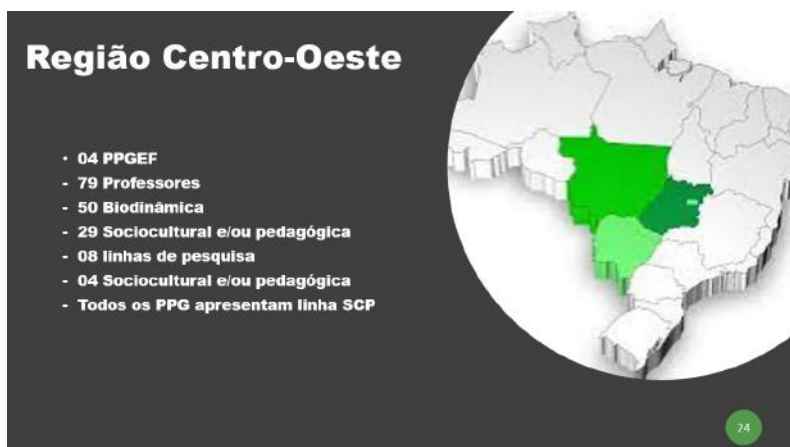 Região Centro-Oeste
• 04 PPGEF
- 79 Professores
- 50 Biodinâmica
- 29 Sociocultural e/ou pedagógica
- 08 linhas de pesquisa
- 04 Sociocultural e/ou pedagógica
- Todos os PPG apresentam linha SCP
24